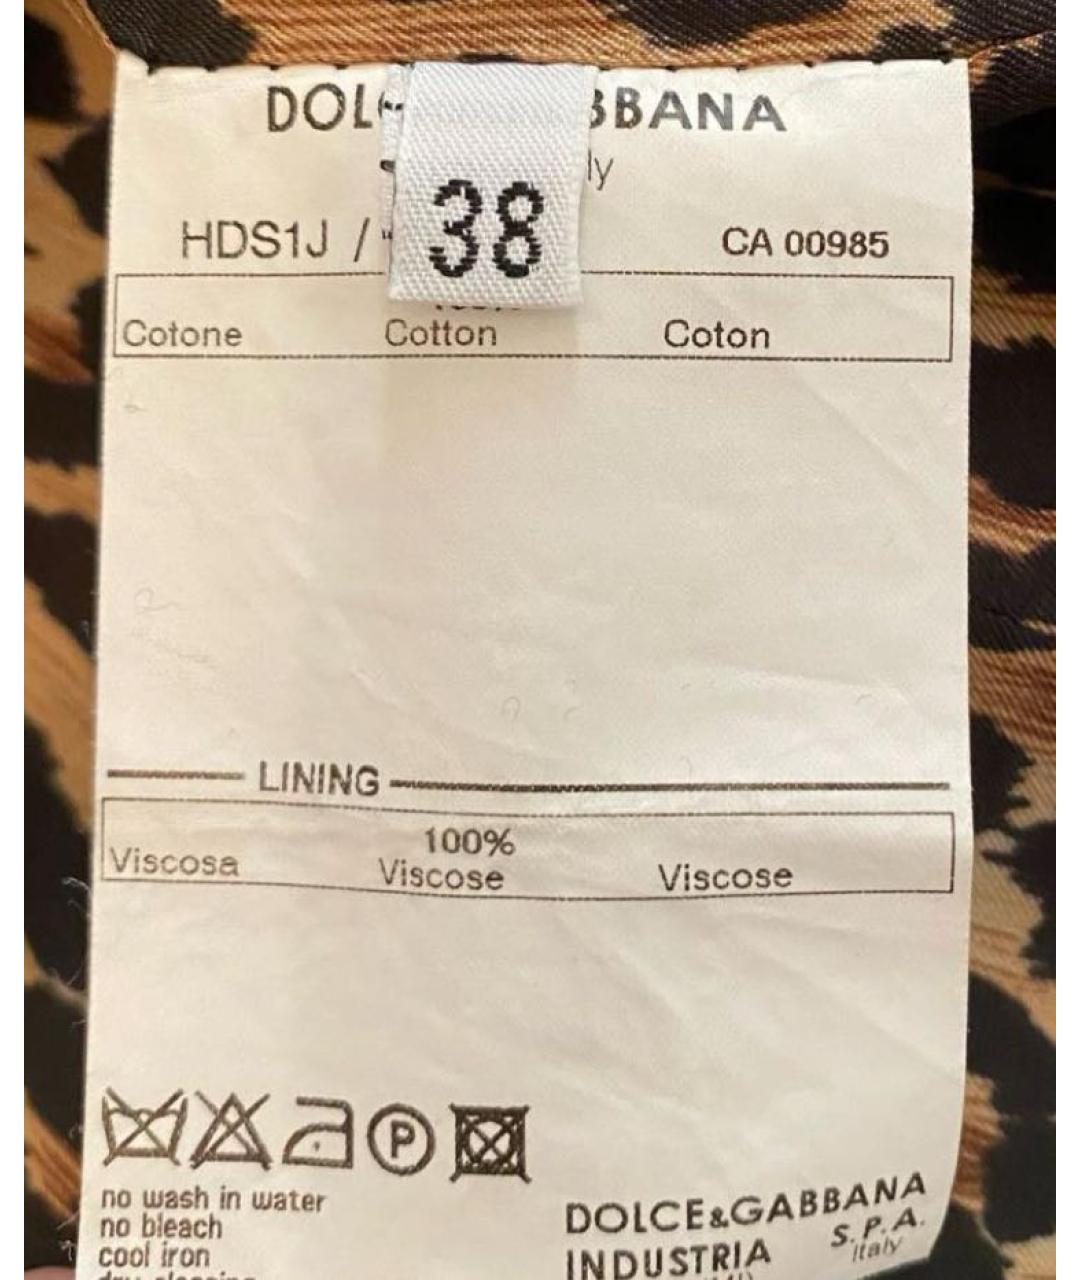 DOL BBANA
ly
38
HDS1J / CA 00985
Cotone Cotton Coton
LINING
100%
Viscosa Viscose Viscose
P
no wash in water
no bleach
cool iron
DOLCE&GABBANA
INDUSTRIA S.P.A.
italy